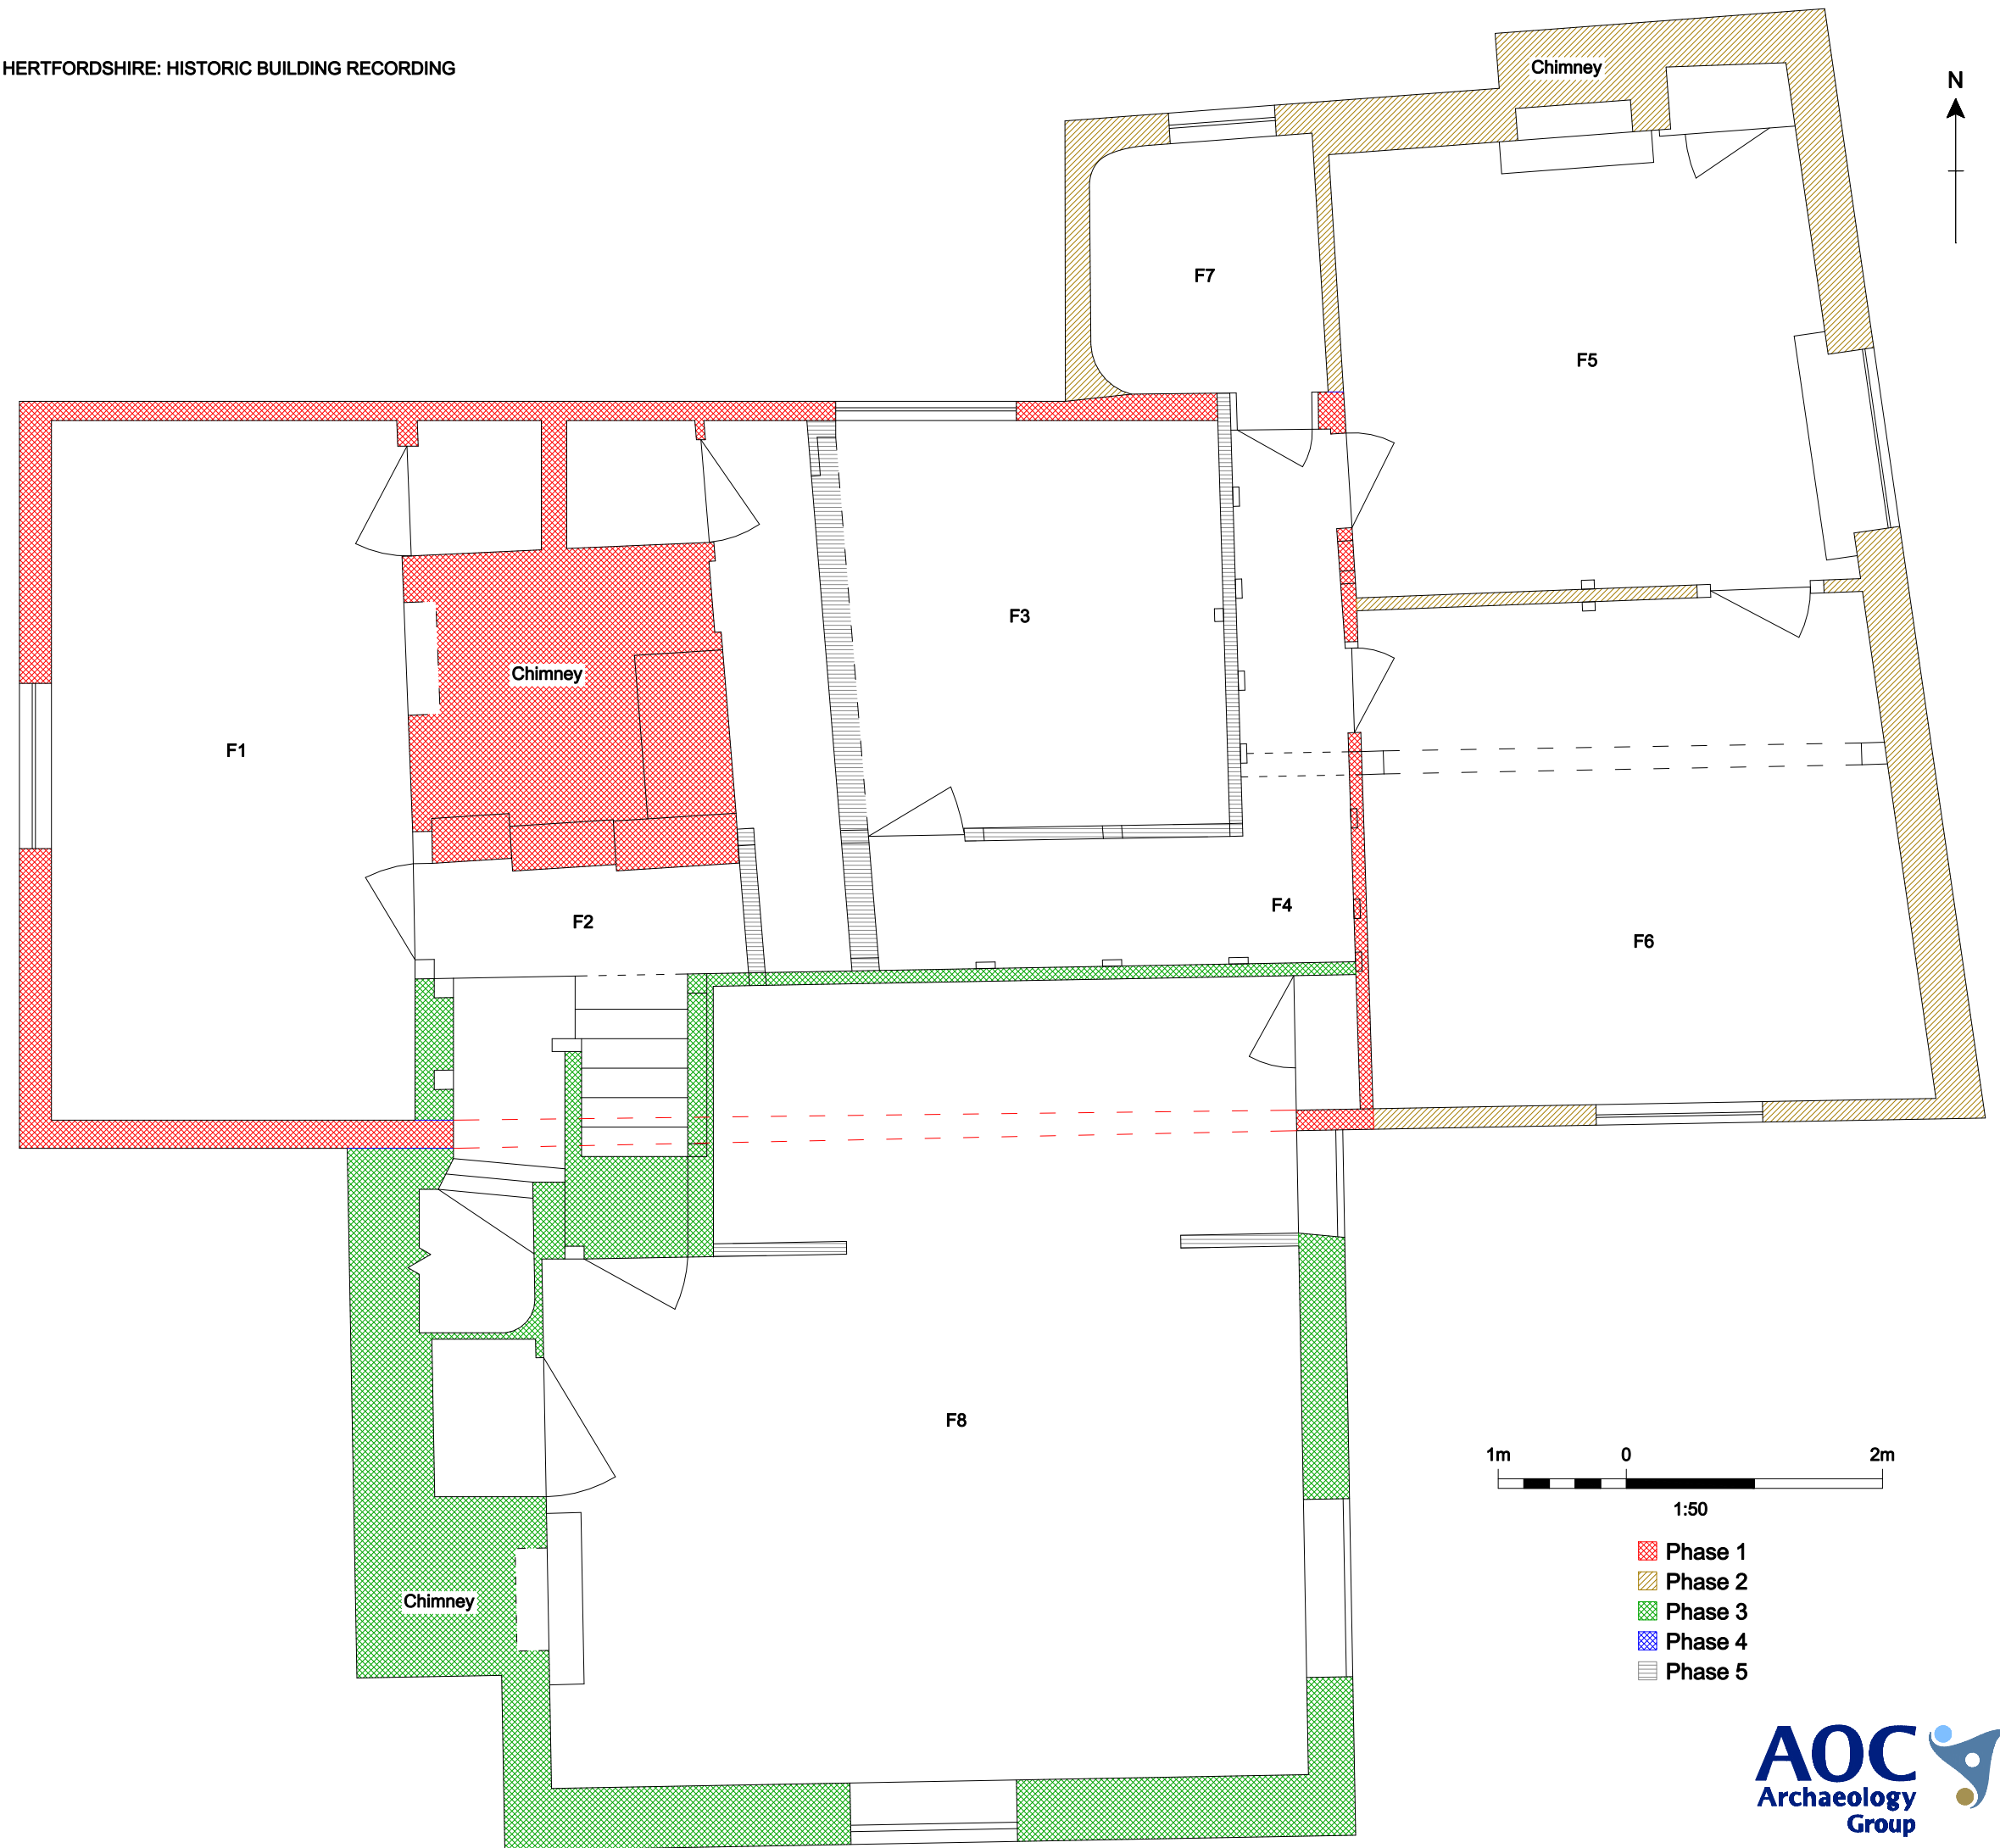 HERTFORDSHIRE: HISTORIC BUILDING RECORDING
Chimney
N
F7
F5
F3
Chimney
F1
F4
F2
F6
F8
1m 0 2m
1:50
Chimney
Phase 1
Phase 2
Phase 3
Phase 4
Phase 5
AOC
Archaeology
Group